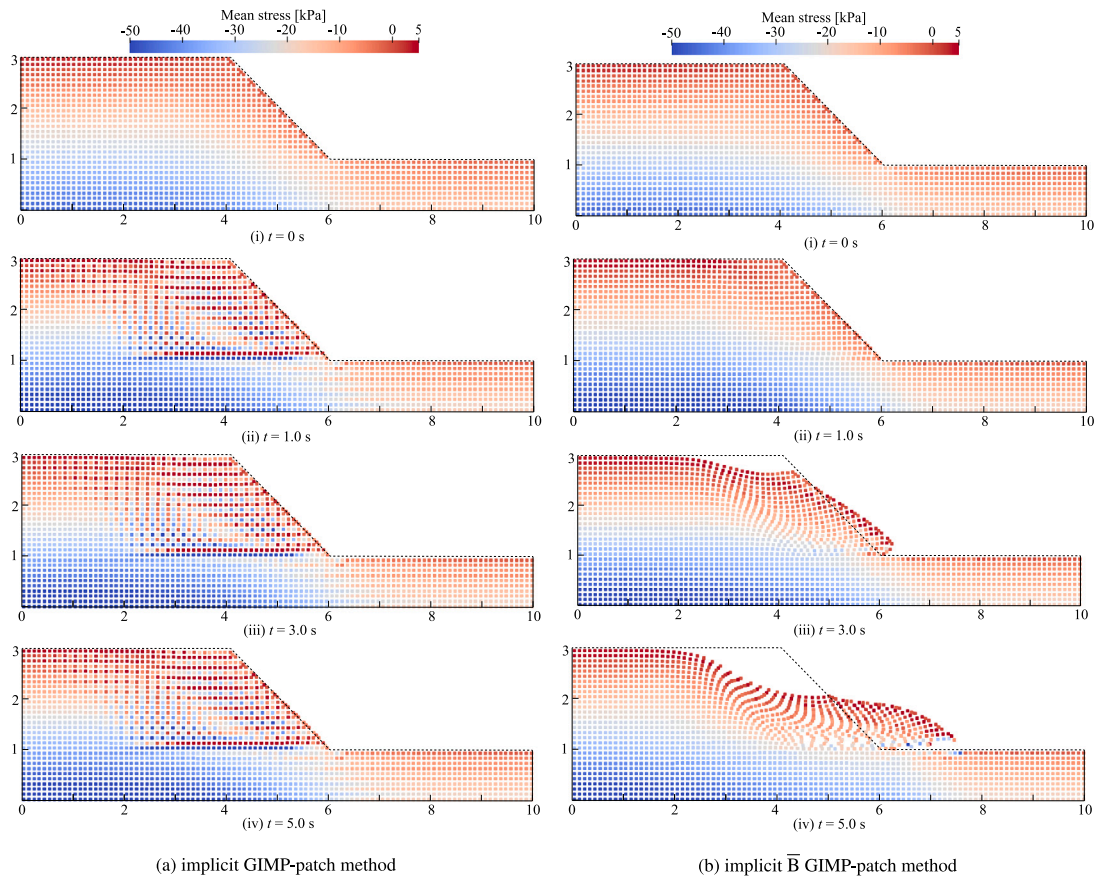 Mean stress [kPa]
-50 -40 -30 -20 -10 0 5
3
2
1
0 2 4 6 8 10
(i) t = 0 s
3
2
1
0 2 4 6 8 10
(ii) t = 1.0 s
3
2
1
0 2 4 6 8 10
(iii) t = 3.0 s
3
2
1
0 2 4 6 8 10
(iv) t = 5.0 s
(a) implicit GIMP-patch method
Mean stress [kPa]
-50 -40 -30 -20 -10 0 5
3
2
1
0 2 4 6 8 10
(i) t = 0 s
3
2
1
0 2 4 6 8 10
(ii) t = 1.0 s
3
2
1
0 2 4 6 8 10
(iii) t = 3.0 s
3
2
1
0 2 4 6 8 10
(iv) t = 5.0 s
(b) implicit B̅ GIMP-patch method